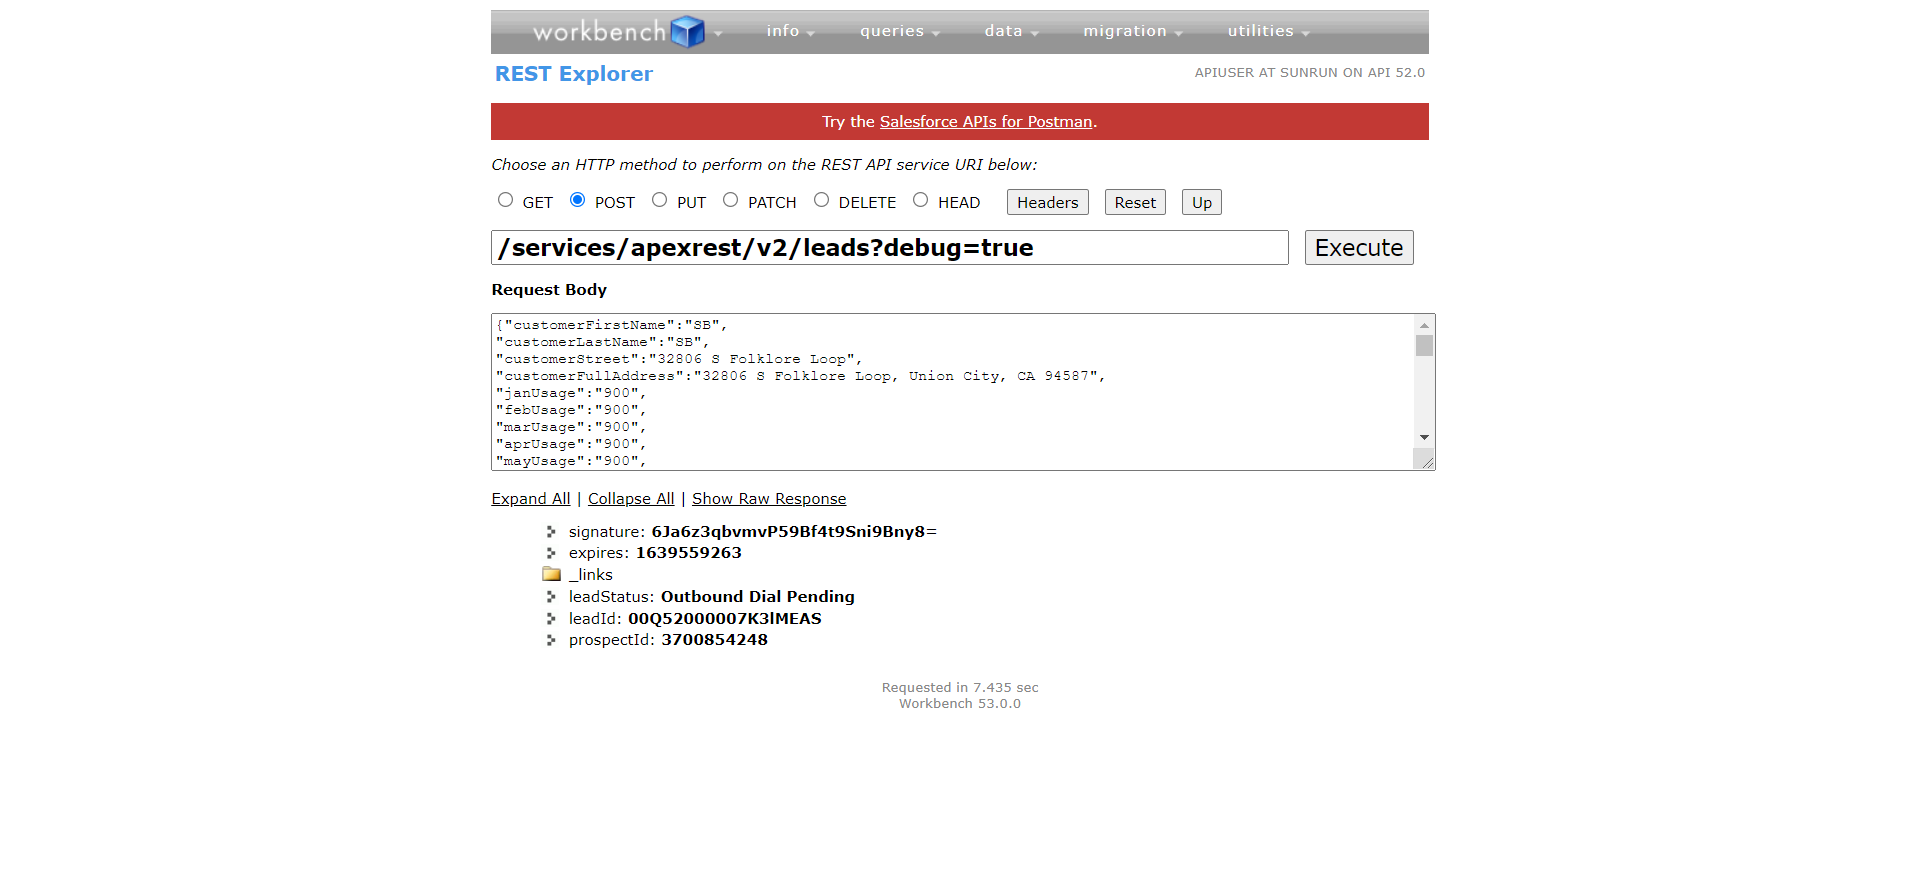 workbench info queries data migration utilities
REST Explorer APIUSER AT SUNRUN ON API 52.0
Try the Salesforce APIs for Postman.
Choose an HTTP method to perform on the REST API service URI below:
GET POST PUT PATCH DELETE HEAD Headers Reset Up
/services/apexrest/v2/leads?debug=true Execute
Request Body
{"customerFirstName":"SB",
"customerLastName":"SB",
"customerStreet":"32806 S Folklore Loop",
"customerFullAddress":"32806 S Folklore Loop, Union City, CA 94587",
"janUsage":"900",
"febUsage":"900",
"marUsage":"900",
"aprUsage":"900",
"mayUsage":"900",
Expand All | Collapse All | Show Raw Response
signature: 6Ja6z3qbvmvP59Bf4t9Sni9Bny8=
expires: 1639559263
_links
leadStatus: Outbound Dial Pending
leadId: 00Q52000007K3lMEAS
prospectId: 3700854248
Requested in 7.435 sec
Workbench 53.0.0